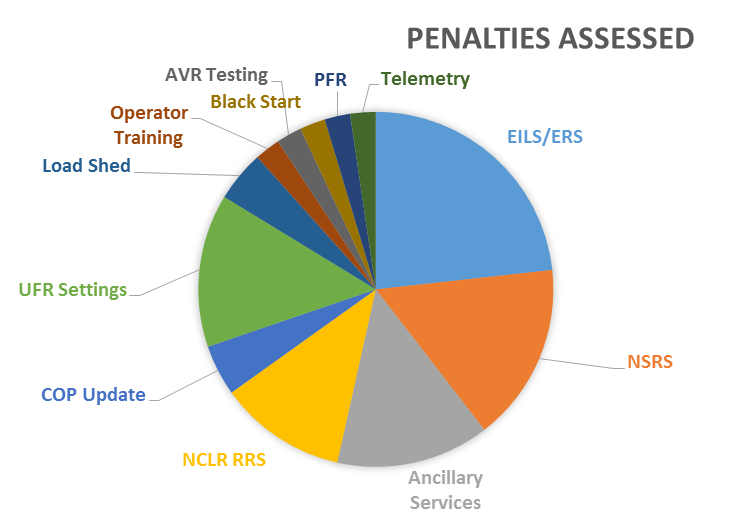 PENALTIES ASSESSED
AVR Testing
PFR
Telemetry
Black Start
Operator
Training
EILS/ERS
Load Shed
UFR Settings
NSRS
COP Update
NCLR RRS
Ancillary
Services